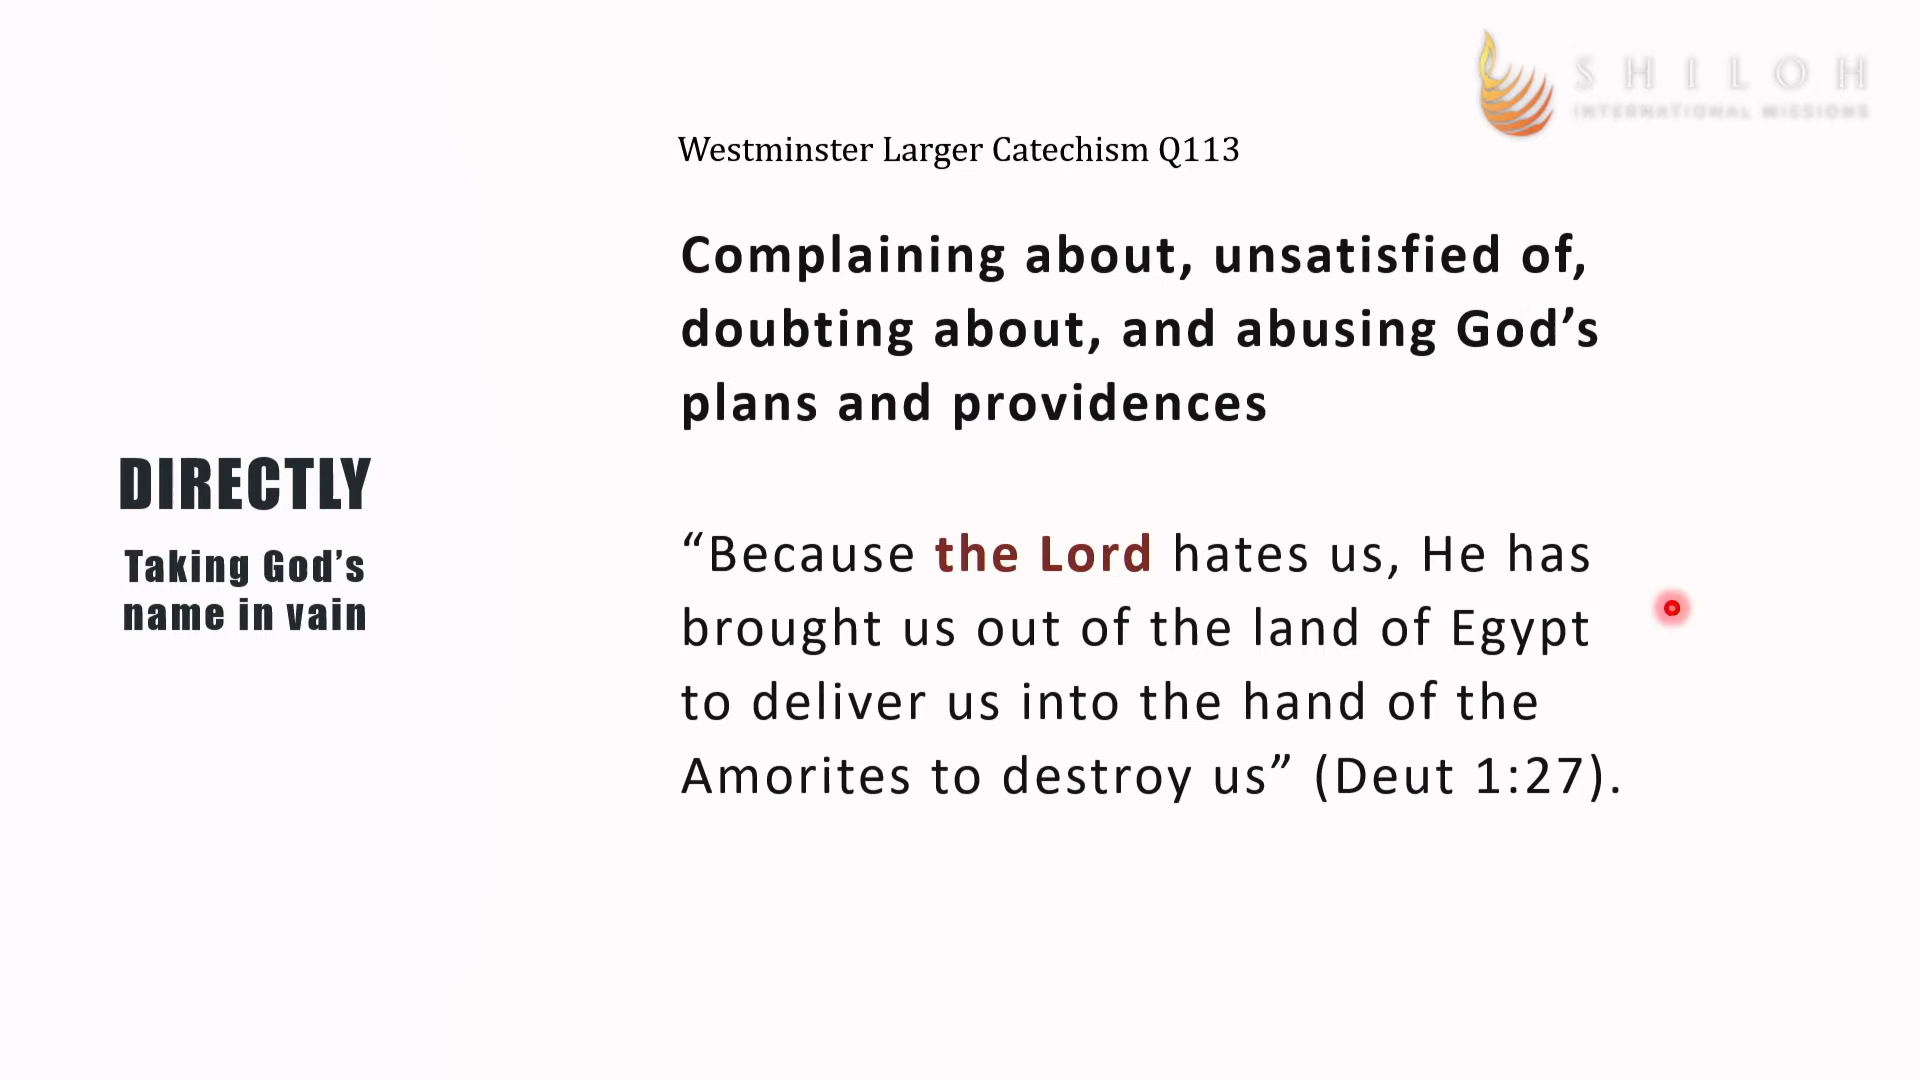 SHILOH
INTERNATIONAL MISSIONS
Westminster Larger Catechism Q113
Complaining about, unsatisfied of,
doubting about, and abusing God’s
plans and providences
DIRECTLY
Taking God’s
name in vain
“Because the Lord hates us, He has
brought us out of the land of Egypt
to deliver us into the hand of the
Amorites to destroy us” (Deut 1:27).